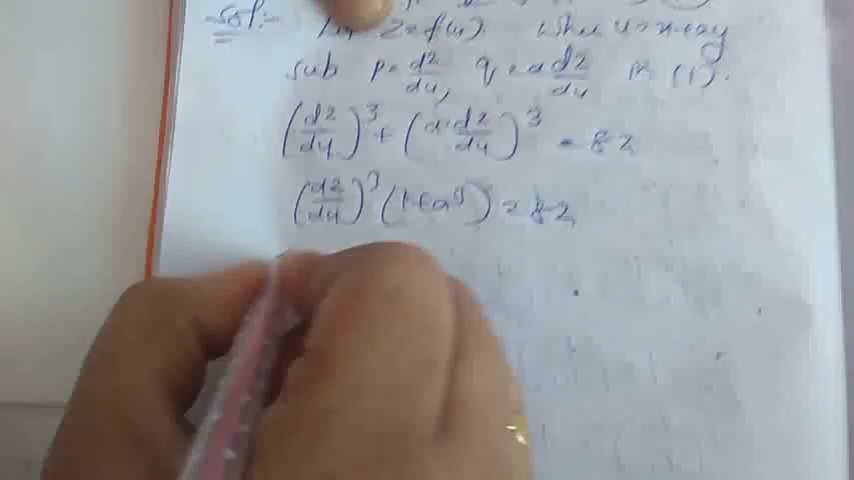 Sol:- Let z=f(u). Where u=x+ay
sub p=dz/du, q=a dz/du in (1).
(dz/du)^3 + (a·dz/du)^3 = 8z
(dz/du)^3 (1+a^3) = 8z